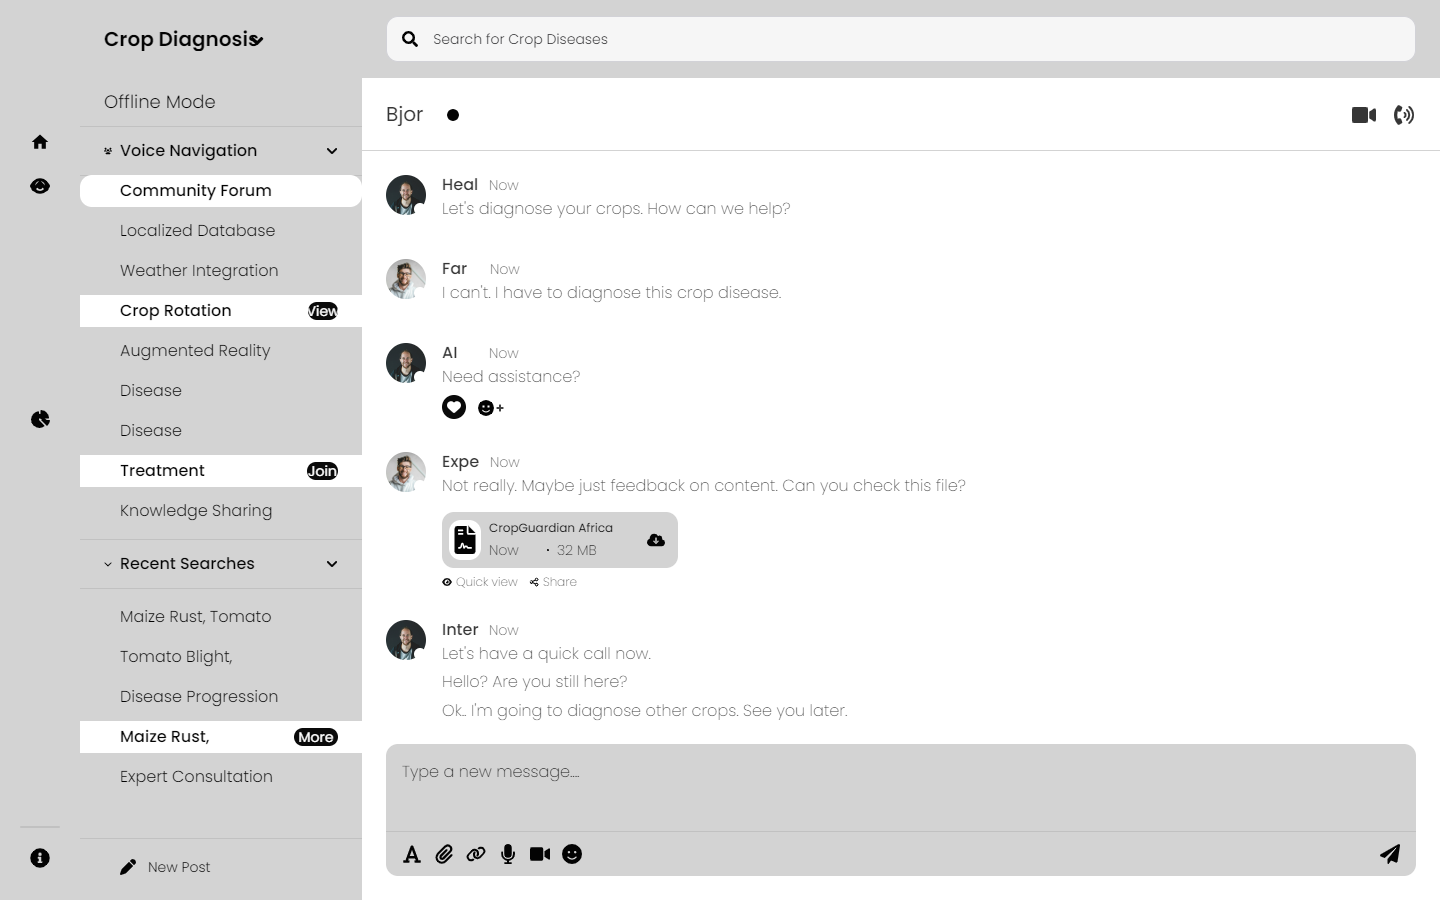 Crop Diagnosis
Search for Crop Diseases
Offline Mode
Voice Navigation
Community Forum
Localized Database
Weather Integration
Crop Rotation
View
Augmented Reality
Disease
Disease
Treatment
Join
Knowledge Sharing
Recent Searches
Maize Rust, Tomato
Tomato Blight,
Disease Progression
Maize Rust,
More
Expert Consultation
New Post
Bjor
Heal Now
Let's diagnose your crops. How can we help?
Far Now
I can't. I have to diagnose this crop disease.
AI Now
Need assistance?
Expe Now
Not really. Maybe just feedback on content. Can you check this file?
CropGuardian Africa
Now • 32 MB
Quick view Share
Inter Now
Let's have a quick call now.
Hello? Are you still here?
Ok.. I'm going to diagnose other crops. See you later.
Type a new message....